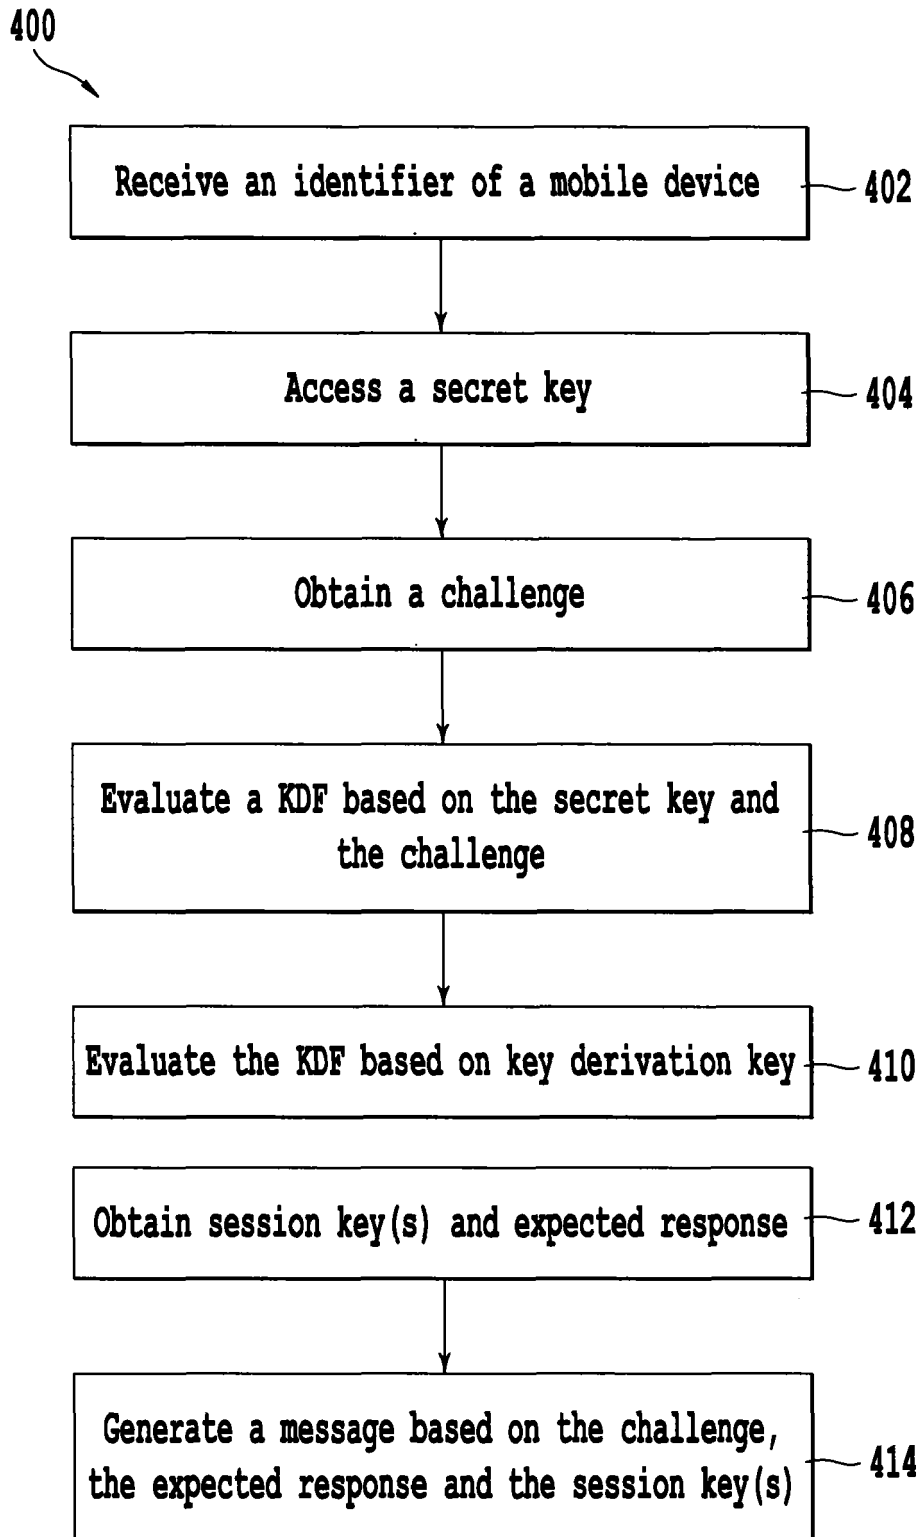 400
Receive an identifier of a mobile device
402
Access a secret key
404
Obtain a challenge
406
Evaluate a KDF based on the secret key and
the challenge
408
Evaluate the KDF based on key derivation key
410
Obtain session key(s) and expected response
412
Generate a message based on the challenge,
the expected response and the session key(s)
414